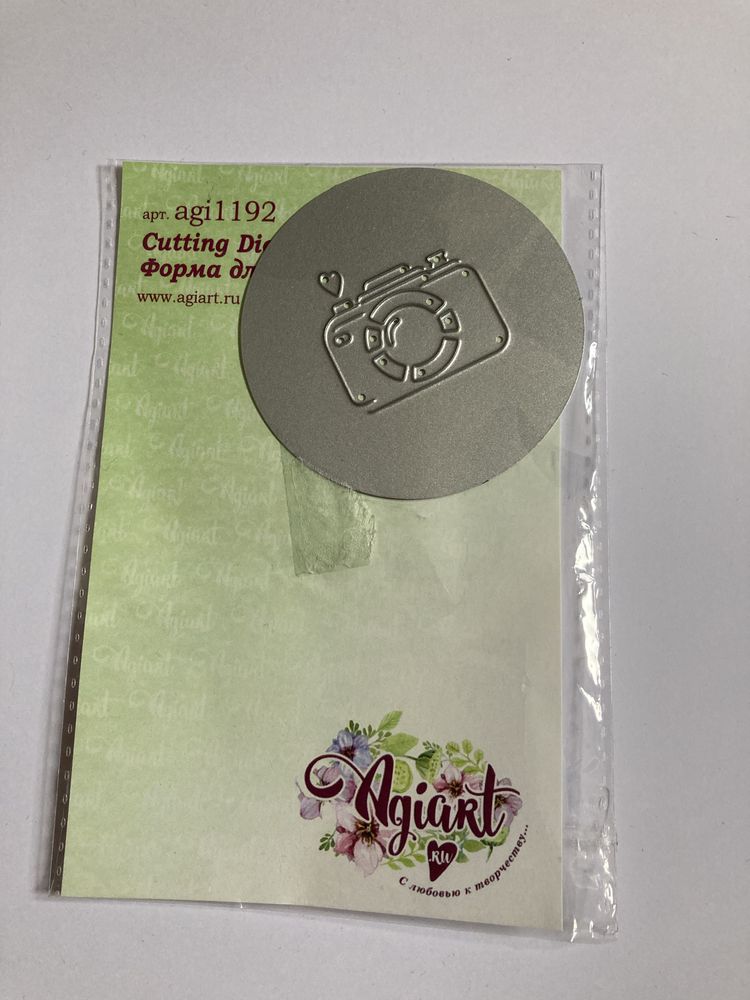 арт. agi1192
Cutting Die
Форма дл
www.agiart.ru
Agiart
.RU
С любовью к творчеству...